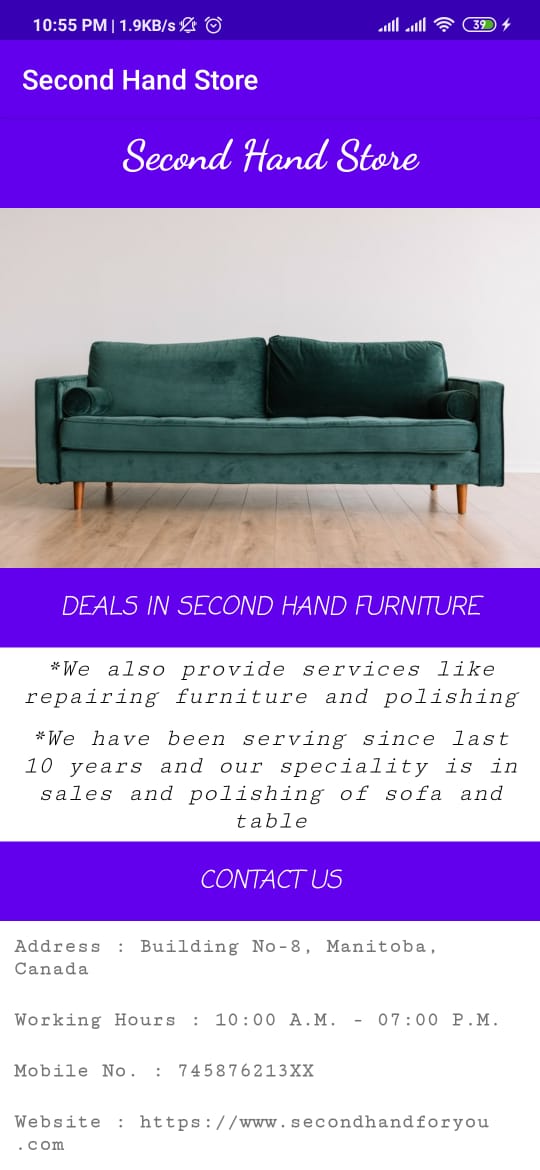 10:55 PM | 1.9KB/s 39
Second Hand Store
Second Hand Store
DEALS IN SECOND HAND FURNITURE
*We also provide services like
repairing furniture and polishing
*We have been serving since last
10 years and our speciality is in
sales and polishing of sofa and
table
CONTACT US
Address : Building No-8, Manitoba,
Canada
Working Hours : 10:00 A.M. - 07:00 P.M.
Mobile No. : 745876213XX
Website : https://www.secondhandforyou
.com